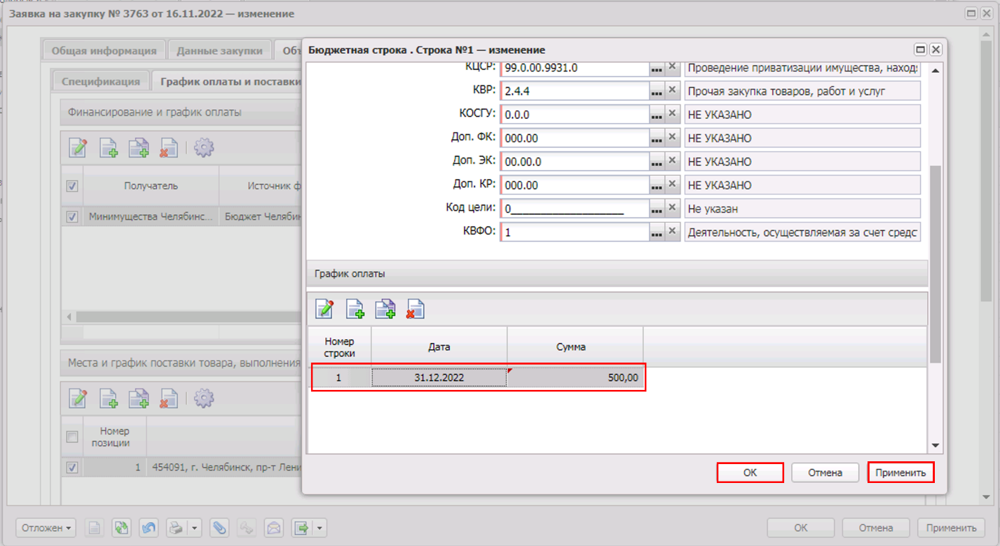 Заявка на закупку № 3763 от 16.11.2022 — изменение
Общая информация
Данные закупки
Объ
Спецификация
График оплаты и поставки
Финансирование и график оплаты
Получатель
Источник ф
Минимущества Челябинс...
Бюджет Челябин
Места и график поставки товара, выполнения
Номер
позиции
1
454091, г. Челябинск, пр-т Лени
Бюджетная строка . Строка №1 — изменение
КЦСР: 99.0.00.9931.0 ... Проведение приватизации имущества, находя
КВР: 2.4.4 ... Прочая закупка товаров, работ и услуг
КОСГУ: 0.0.0 ... НЕ УКАЗАНО
Доп. ФК: 000.00 ... НЕ УКАЗАНО
Доп. ЭК: 00.00.0 ... НЕ УКАЗАНО
Доп. КР: 000.00 ... НЕ УКАЗАНО
Код цели: 0___________________ ... Не указан
КВФО: 1 ... Деятельность, осуществляемая за счет средст
График оплаты
Номер
строки
Дата
Сумма
1 31.12.2022 500,00
ОК Отмена Применить
Отложен
ОК Отмена Применить